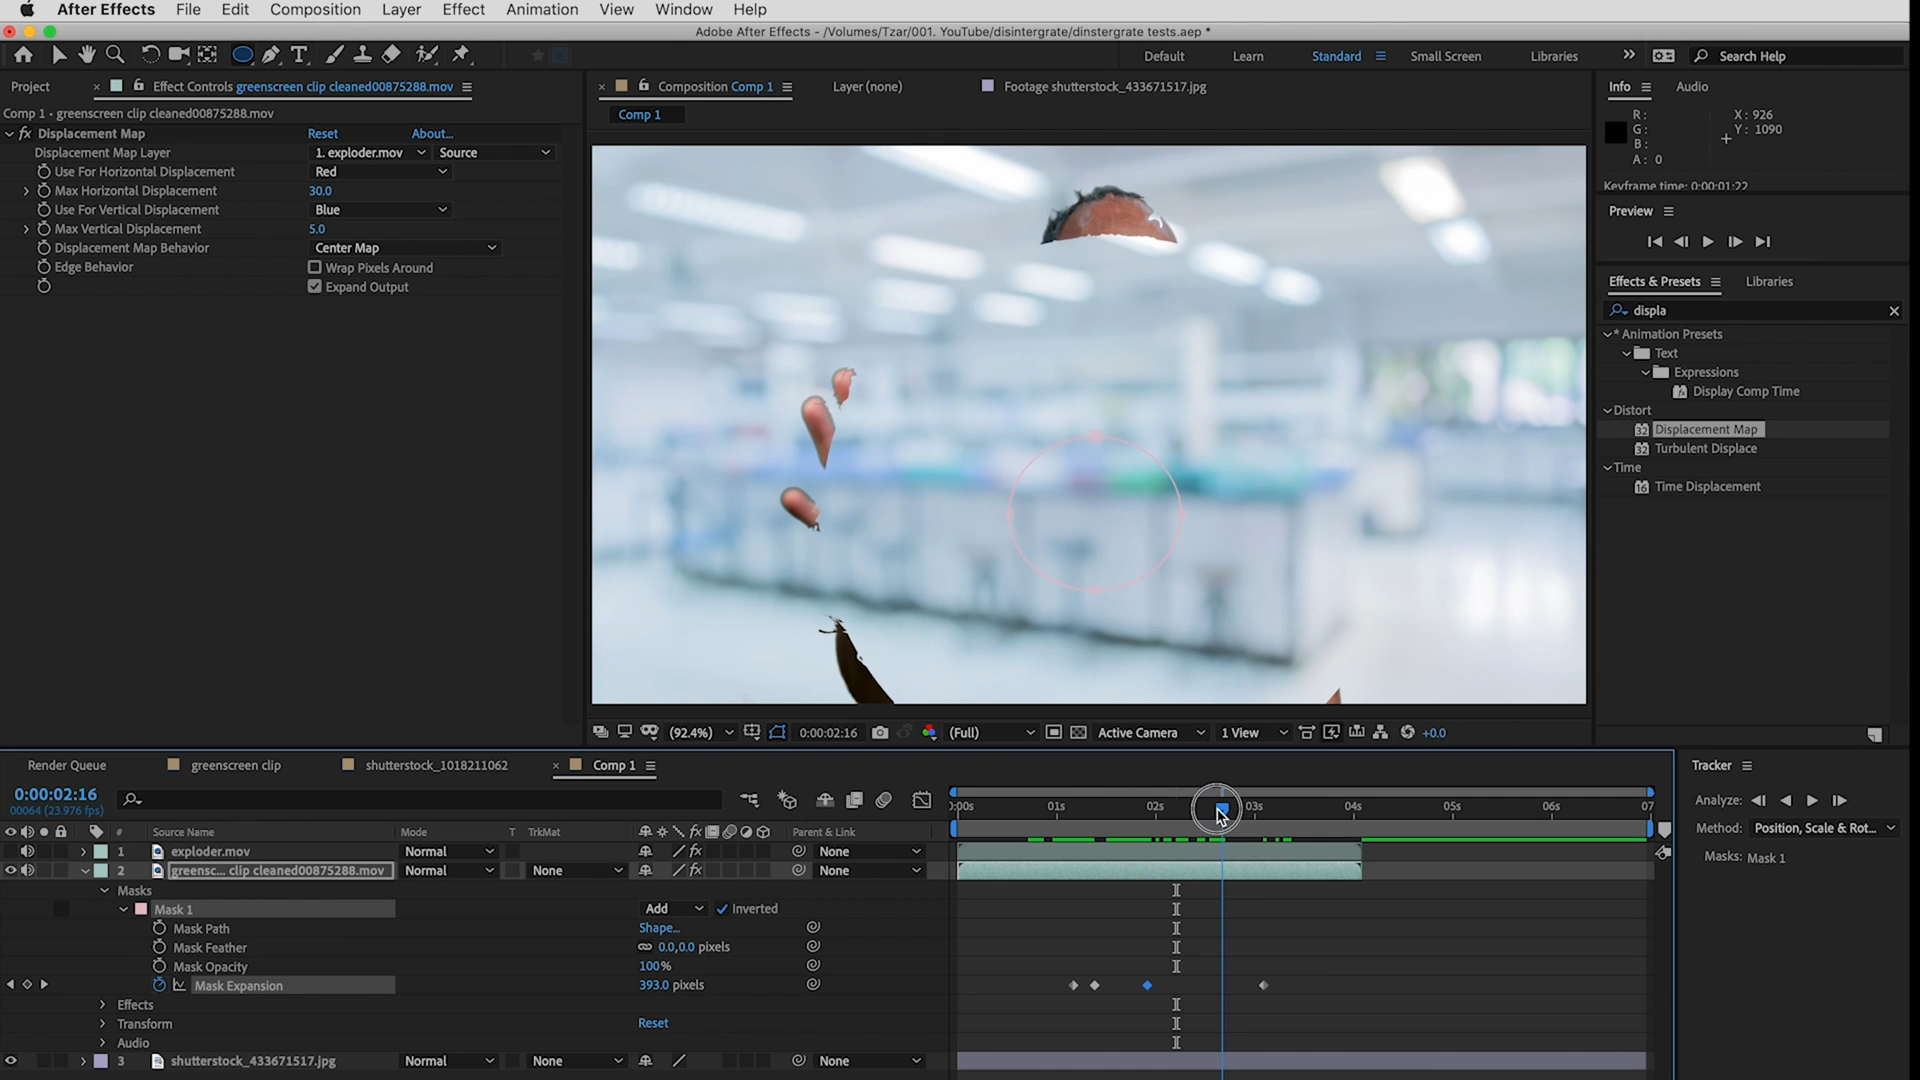 After Effects File Edit Composition Layer Effect Animation View Window Help
Adobe After Effects - /Volumes/Tzar/001. YouTube/disintergrate/dinstergrate tests.aep *
Default Learn Standard Small Screen Libraries Search Help
Project Effect Controls greenscreen clip cleaned00875288.mov
Composition Comp 1 Layer (none) Footage shutterstock_433671517.jpg
Info Audio
Comp 1 • greenscreen clip cleaned00875288.mov
Comp 1
R: X: 926
G: Y: 1090
B:
A: 0
Keyframe time: 0:00:01:22
fx Displacement Map Reset About...
Displacement Map Layer 1. exploder.mov Source
Use For Horizontal Displacement Red
Max Horizontal Displacement 30.0
Use For Vertical Displacement Blue
Max Vertical Displacement 5.0
Displacement Map Behavior Center Map
Edge Behavior Wrap Pixels Around
Expand Output
Preview
Effects & Presets Libraries
displa
* Animation Presets
Text
Expressions
Display Comp Time
Distort
32 Displacement Map
32 Turbulent Displace
Time
16 Time Displacement
(92.4%) 0:00:02:16 (Full) Active Camera 1 View +0.0
Render Queue greenscreen clip shutterstock_1018211062 Comp 1
Tracker
Analyze:
Method: Position, Scale & Rot...
Masks: Mask 1
0:00:02:16
00064 (23.976 fps)
):00s 01s 02s 03s 04s 05s 06s 07
# Source Name Mode T TrkMat fx Parent & Link
1 exploder.mov Normal fx None
2 greensc... clip cleaned00875288.mov Normal None fx None
Masks
Mask 1 Add Inverted
Mask Path Shape...
Mask Feather 0.0,0.0 pixels
Mask Opacity 100%
Mask Expansion 393.0 pixels
Effects
Transform Reset
Audio
3 shutterstock_433671517.jpg Normal None None